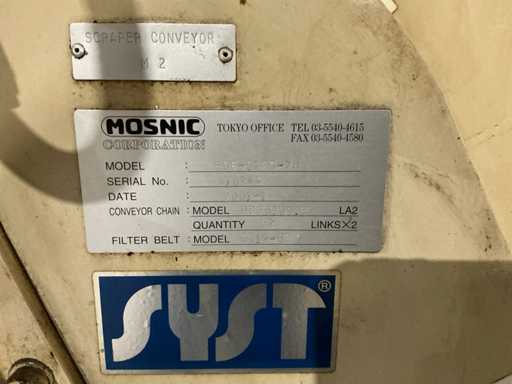 SCRAPER CONVEYOR
M 2
MOSNIC
CORPORATION
TOKYO OFFICE TEL 03-5540-4615
FAX 03-5540-4580
MODEL :
SERIAL No. :
DATE :
CONVEYOR CHAIN : MODEL LA2
QUANTITY LINKS×2
FILTER BELT : MODEL
SYST®